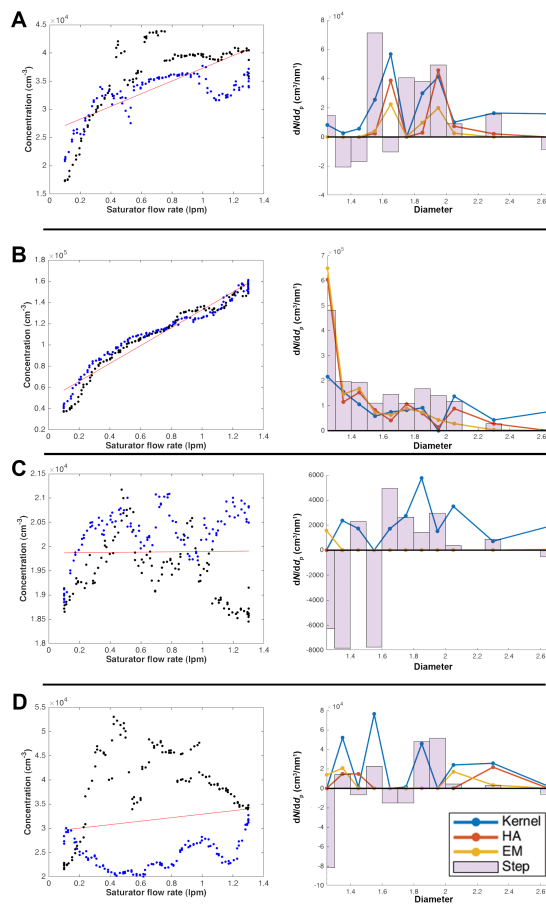 A
×10⁴
4.5
4
3.5
3
2.5
2
1.5
Concentration (cm⁻³)
0 0.2 0.4 0.6 0.8 1 1.2 1.4
Saturator flow rate (lpm)
×10⁴
8
6
4
2
0
-2
-4
dN/ddₚ (cm³/nm¹)
1.4 1.6 1.8 2 2.2 2.4 2.6
Diameter
B
×10⁵
1.8
1.6
1.4
1.2
1
0.8
0.6
0.4
0.2
Concentration (cm⁻³)
0 0.2 0.4 0.6 0.8 1 1.2 1.4
Saturator flow rate (lpm)
×10⁵
7
6
5
4
3
2
1
0
dN/ddₚ (cm³/nm¹)
1.4 1.6 1.8 2 2.2 2.4 2.6
Diameter
C
×10⁴
2.15
2.1
2.05
2
1.95
1.9
1.85
1.8
Concentration (cm⁻³)
0 0.2 0.4 0.6 0.8 1 1.2 1.4
Saturator flow rate (lpm)
6000
4000
2000
0
-2000
-4000
-6000
-8000
dN/ddₚ (cm³/nm¹)
1.4 1.6 1.8 2 2.2 2.4 2.6
Diameter
D
×10⁴
5.5
5
4.5
4
3.5
3
2.5
2
Concentration (cm⁻³)
0 0.2 0.4 0.6 0.8 1 1.2 1.4
Saturator flow rate (lpm)
×10⁴
8
6
4
2
0
-2
-4
-6
-8
-10
dN/ddₚ (cm³/nm¹)
1.4 1.6 1.8 2 2.2 2.4 2.6
Diameter
Kernel
HA
EM
Step